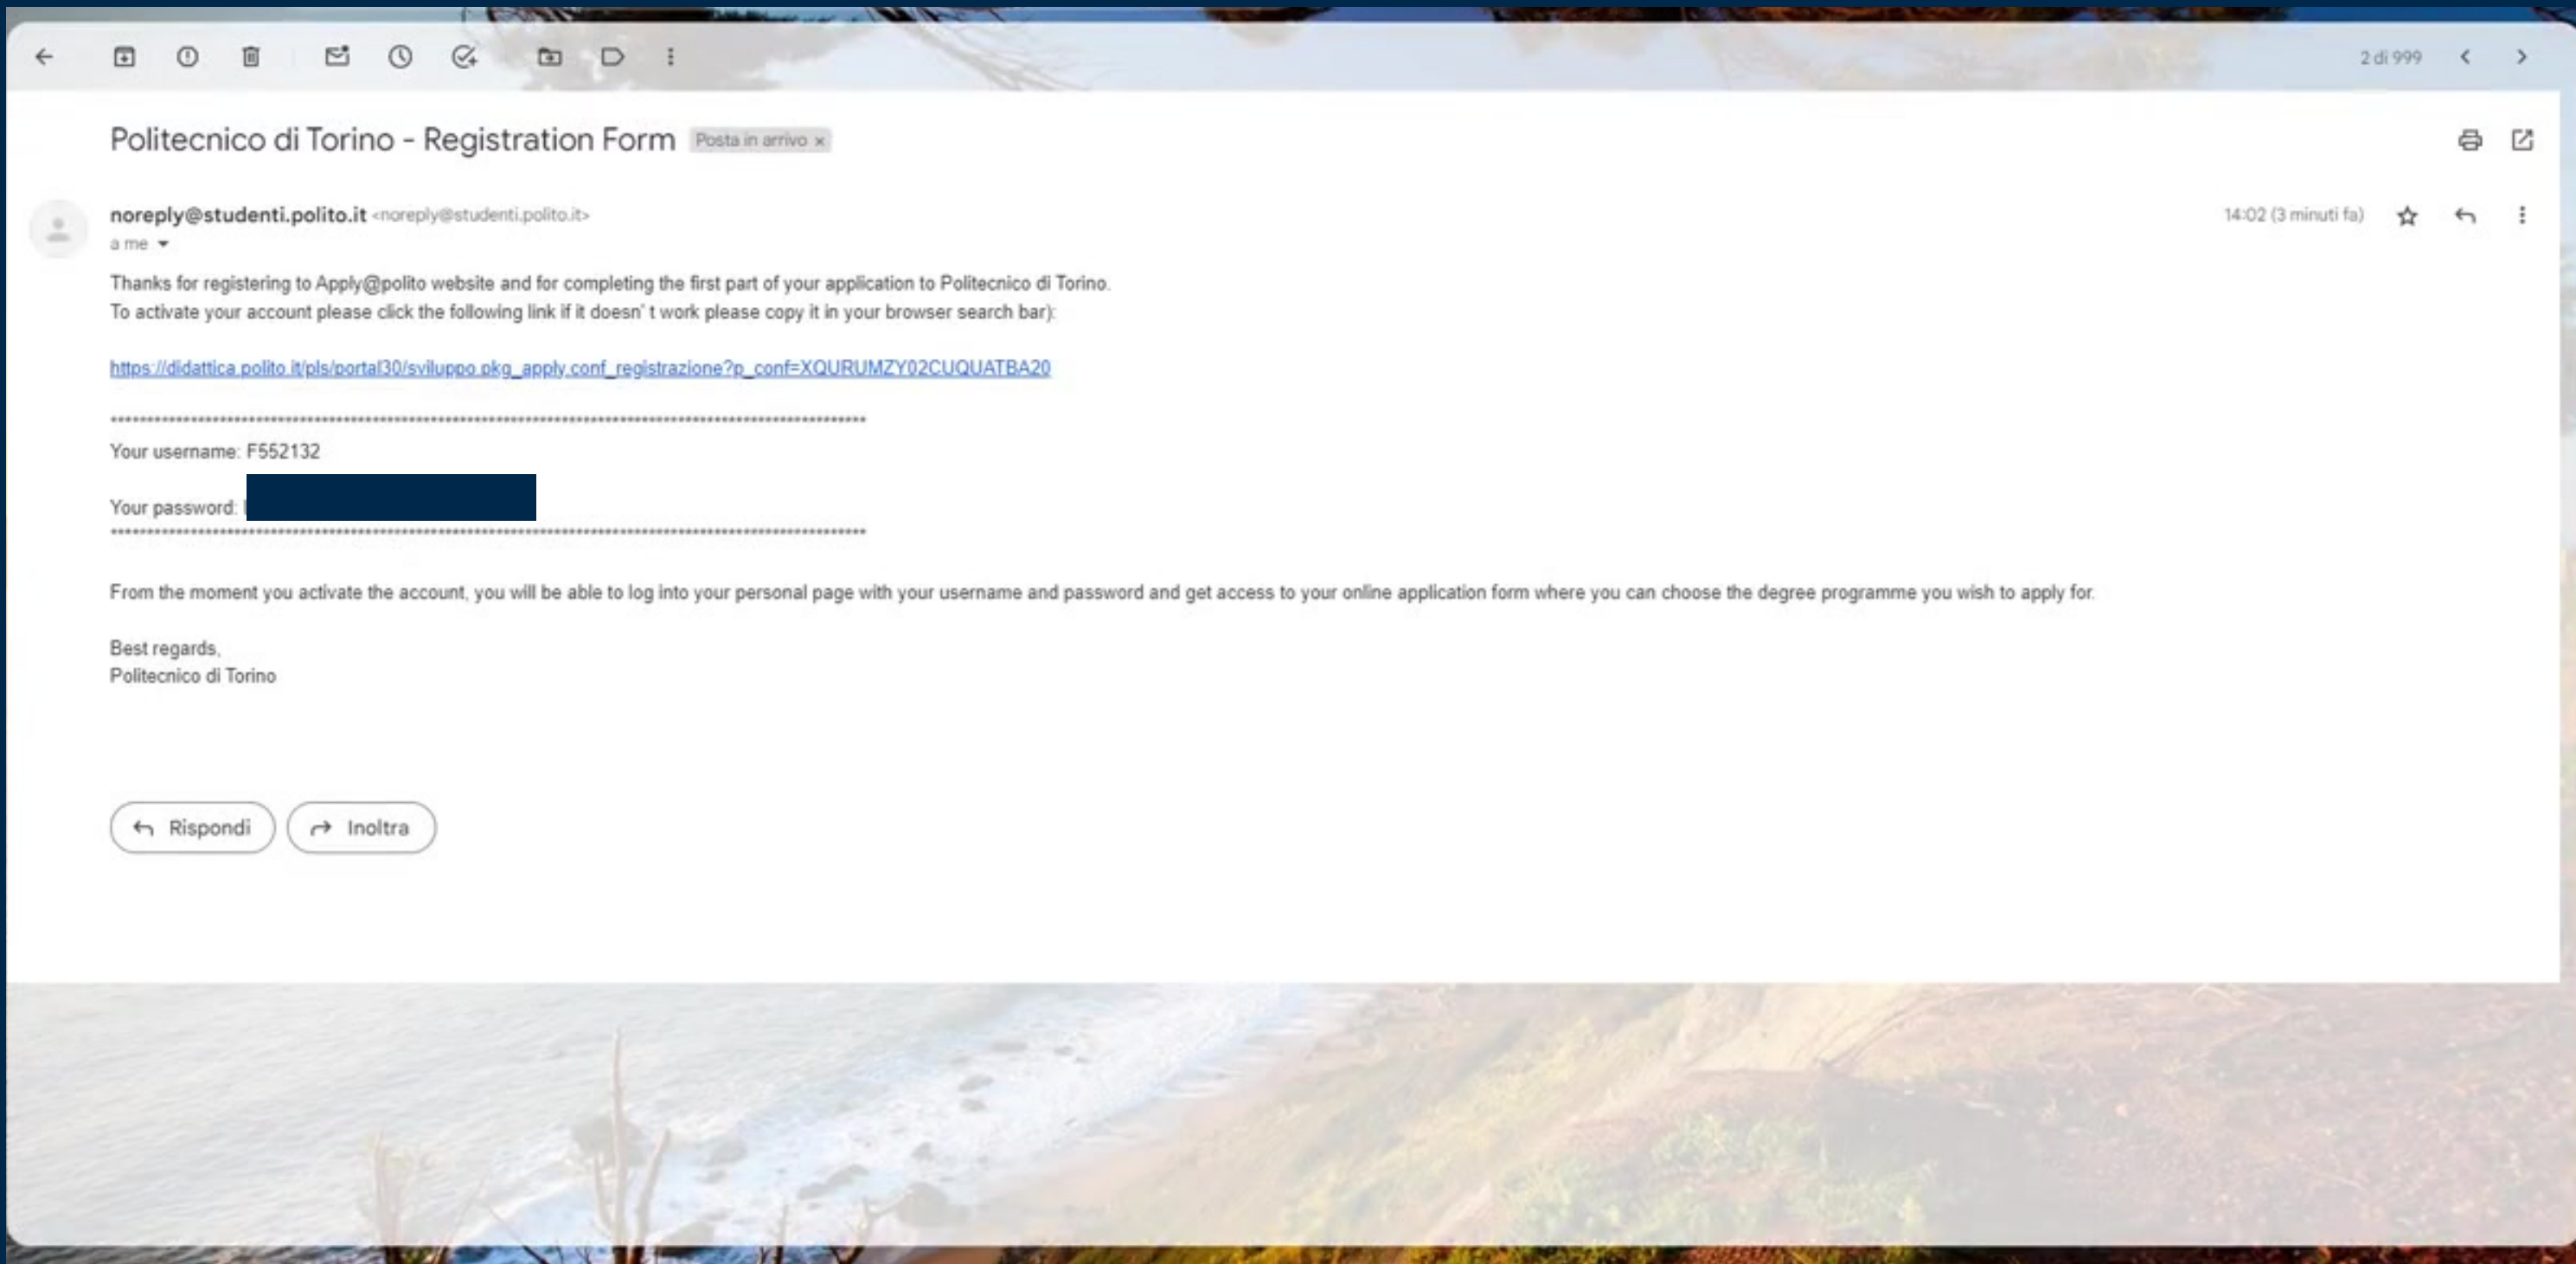 2 di 999
Politecnico di Torino - Registration Form Posta in arrivo x
noreply@studenti.polito.it <noreply@studenti.polito.it>
14:02 (3 minuti fa)
a me
Thanks for registering to Apply@polito website and for completing the first part of your application to Politecnico di Torino.
To activate your account please click the following link if it doesn' t work please copy it in your browser search bar):
https://didattica.polito.it/pls/portal30/sviluppo.pkg_apply.conf_registrazione?p_conf=XQURUMZY02CUQUATBA20
Your username: F552132
Your password:
From the moment you activate the account, you will be able to log into your personal page with your username and password and get access to your online application form where you can choose the degree programme you wish to apply for.
Best regards,
Politecnico di Torino
Rispondi Inoltra